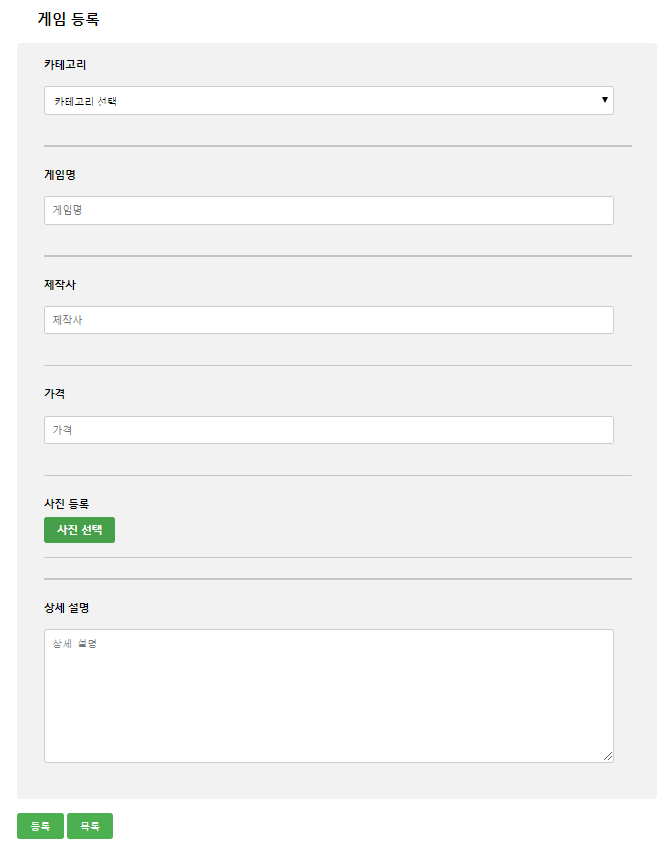 게임 등록
카테고리
카테고리 선택
게임명
게임명
제작사
제작사
가격
가격
사진 등록
사진 선택
상세 설명
상세 설명
등록 목록